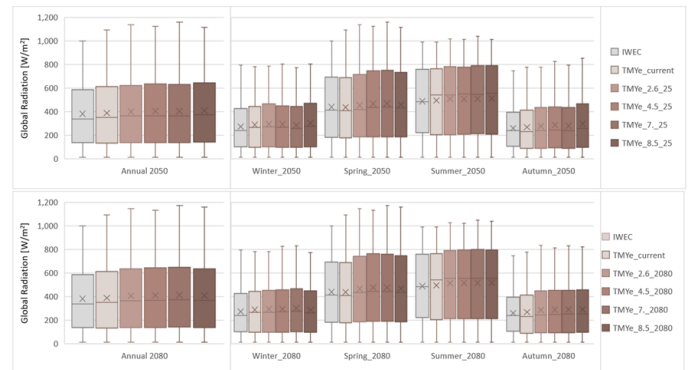 Global Radiation [W/m²]
1,200
1,000
800
600
400
200
0
Annual 2050
Winter_2050
Spring_2050
Summer_2050
Autumn_2050
IWEC
TMYe_current
TMYe_2.6_25
TMYe_4.5_25
TMYe_7._25
TMYe_8.5_25
Global Radiation [W/m²]
1,200
1,000
800
600
400
200
0
Annual 2080
Winter_2080
Spring_2080
Summer_2080
Autumn_2080
IWEC
TMYe_current
TMYe_2.6_2080
TMYe_4.5_2080
TMYe_7._2080
TMYe_8.5_2080